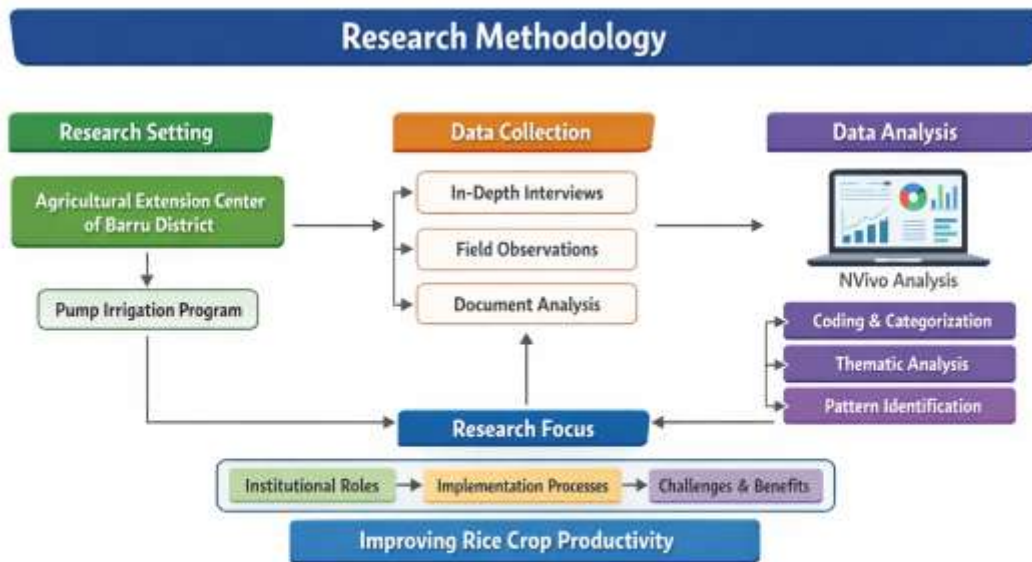 Research Methodology
Research Setting
Agricultural Extension Center
of Barru District
Pump Irrigation Program
Data Collection
In-Depth Interviews
Field Observations
Document Analysis
Data Analysis
NVivo Analysis
Coding & Categorization
Thematic Analysis
Pattern Identification
Research Focus
Institutional Roles
Implementation Processes
Challenges & Benefits
Improving Rice Crop Productivity